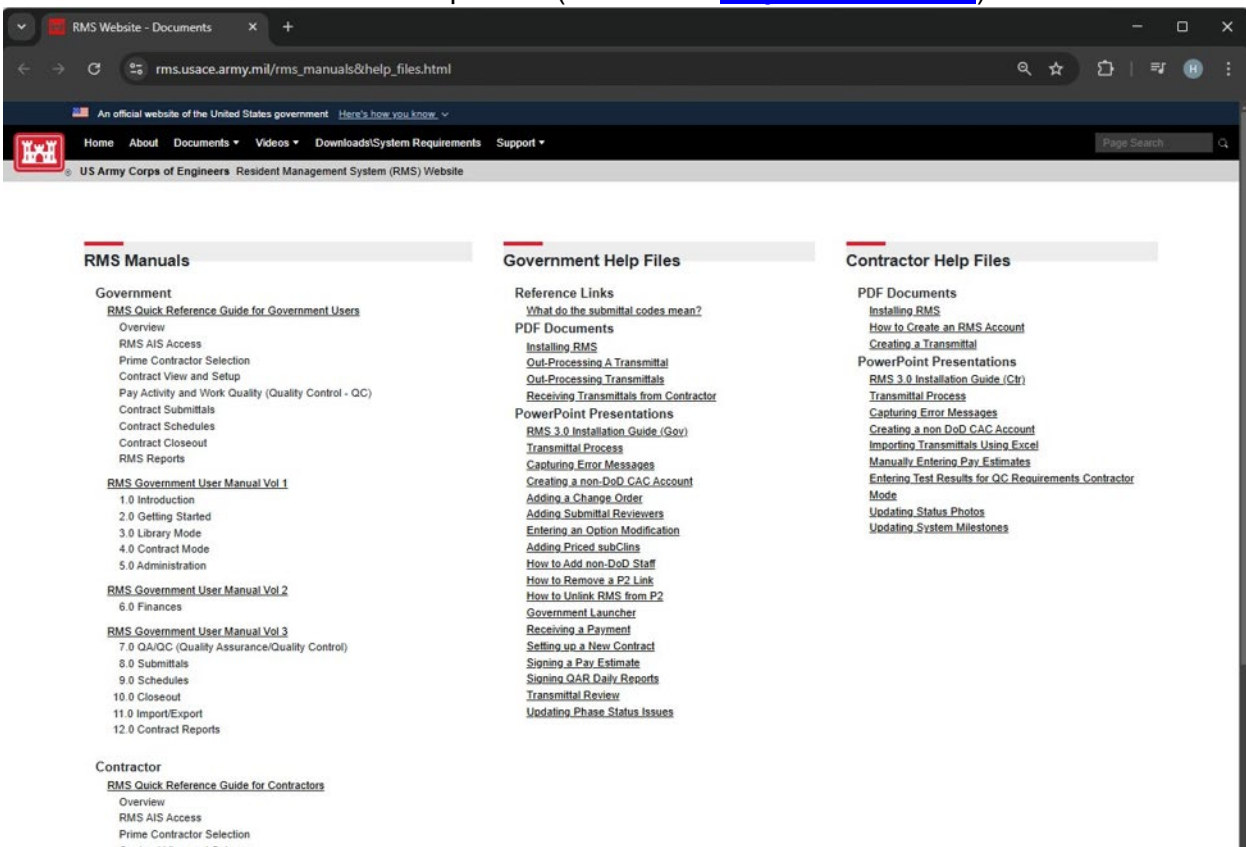 RMS Website - Documents
rms.usace.army.mil/rms_manuals&help_files.html
H
An official website of the United States government Here's how you know
Home About Documents Videos Downloads\System Requirements Support
Page Search
US Army Corps of Engineers Resident Management System (RMS) Website
RMS Manuals
Government
RMS Quick Reference Guide for Government Users
Overview
RMS AIS Access
Prime Contractor Selection
Contract View and Setup
Pay Activity and Work Quality (Quality Control - QC)
Contract Submittals
Contract Schedules
Contract Closeout
RMS Reports
RMS Government User Manual Vol 1
1.0 Introduction
2.0 Getting Started
3.0 Library Mode
4.0 Contract Mode
5.0 Administration
RMS Government User Manual Vol 2
6.0 Finances
RMS Government User Manual Vol 3
7.0 QA/QC (Quality Assurance/Quality Control)
8.0 Submittals
9.0 Schedules
10.0 Closeout
11.0 Import/Export
12.0 Contract Reports
Contractor
RMS Quick Reference Guide for Contractors
Overview
RMS AIS Access
Prime Contractor Selection
Government Help Files
Reference Links
What do the submittal codes mean?
PDF Documents
Installing RMS
Out-Processing A Transmittal
Out-Processing Transmittals
Receiving Transmittals from Contractor
PowerPoint Presentations
RMS 3.0 Installation Guide (Gov)
Transmittal Process
Capturing Error Messages
Creating a non-DoD CAC Account
Adding a Change Order
Adding Submittal Reviewers
Entering an Option Modification
Adding Priced subClins
How to Add non-DoD Staff
How to Remove a P2 Link
How to Unlink RMS from P2
Government Launcher
Receiving a Payment
Setting up a New Contract
Signing a Pay Estimate
Signing QAR Daily Reports
Transmittal Review
Updating Phase Status Issues
Contractor Help Files
PDF Documents
Installing RMS
How to Create an RMS Account
Creating a Transmittal
PowerPoint Presentations
RMS 3.0 Installation Guide (Ctr)
Transmittal Process
Capturing Error Messages
Creating a non DoD CAC Account
Importing Transmittals Using Excel
Manually Entering Pay Estimates
Entering Test Results for QC Requirements Contractor
Mode
Updating Status Photos
Updating System Milestones